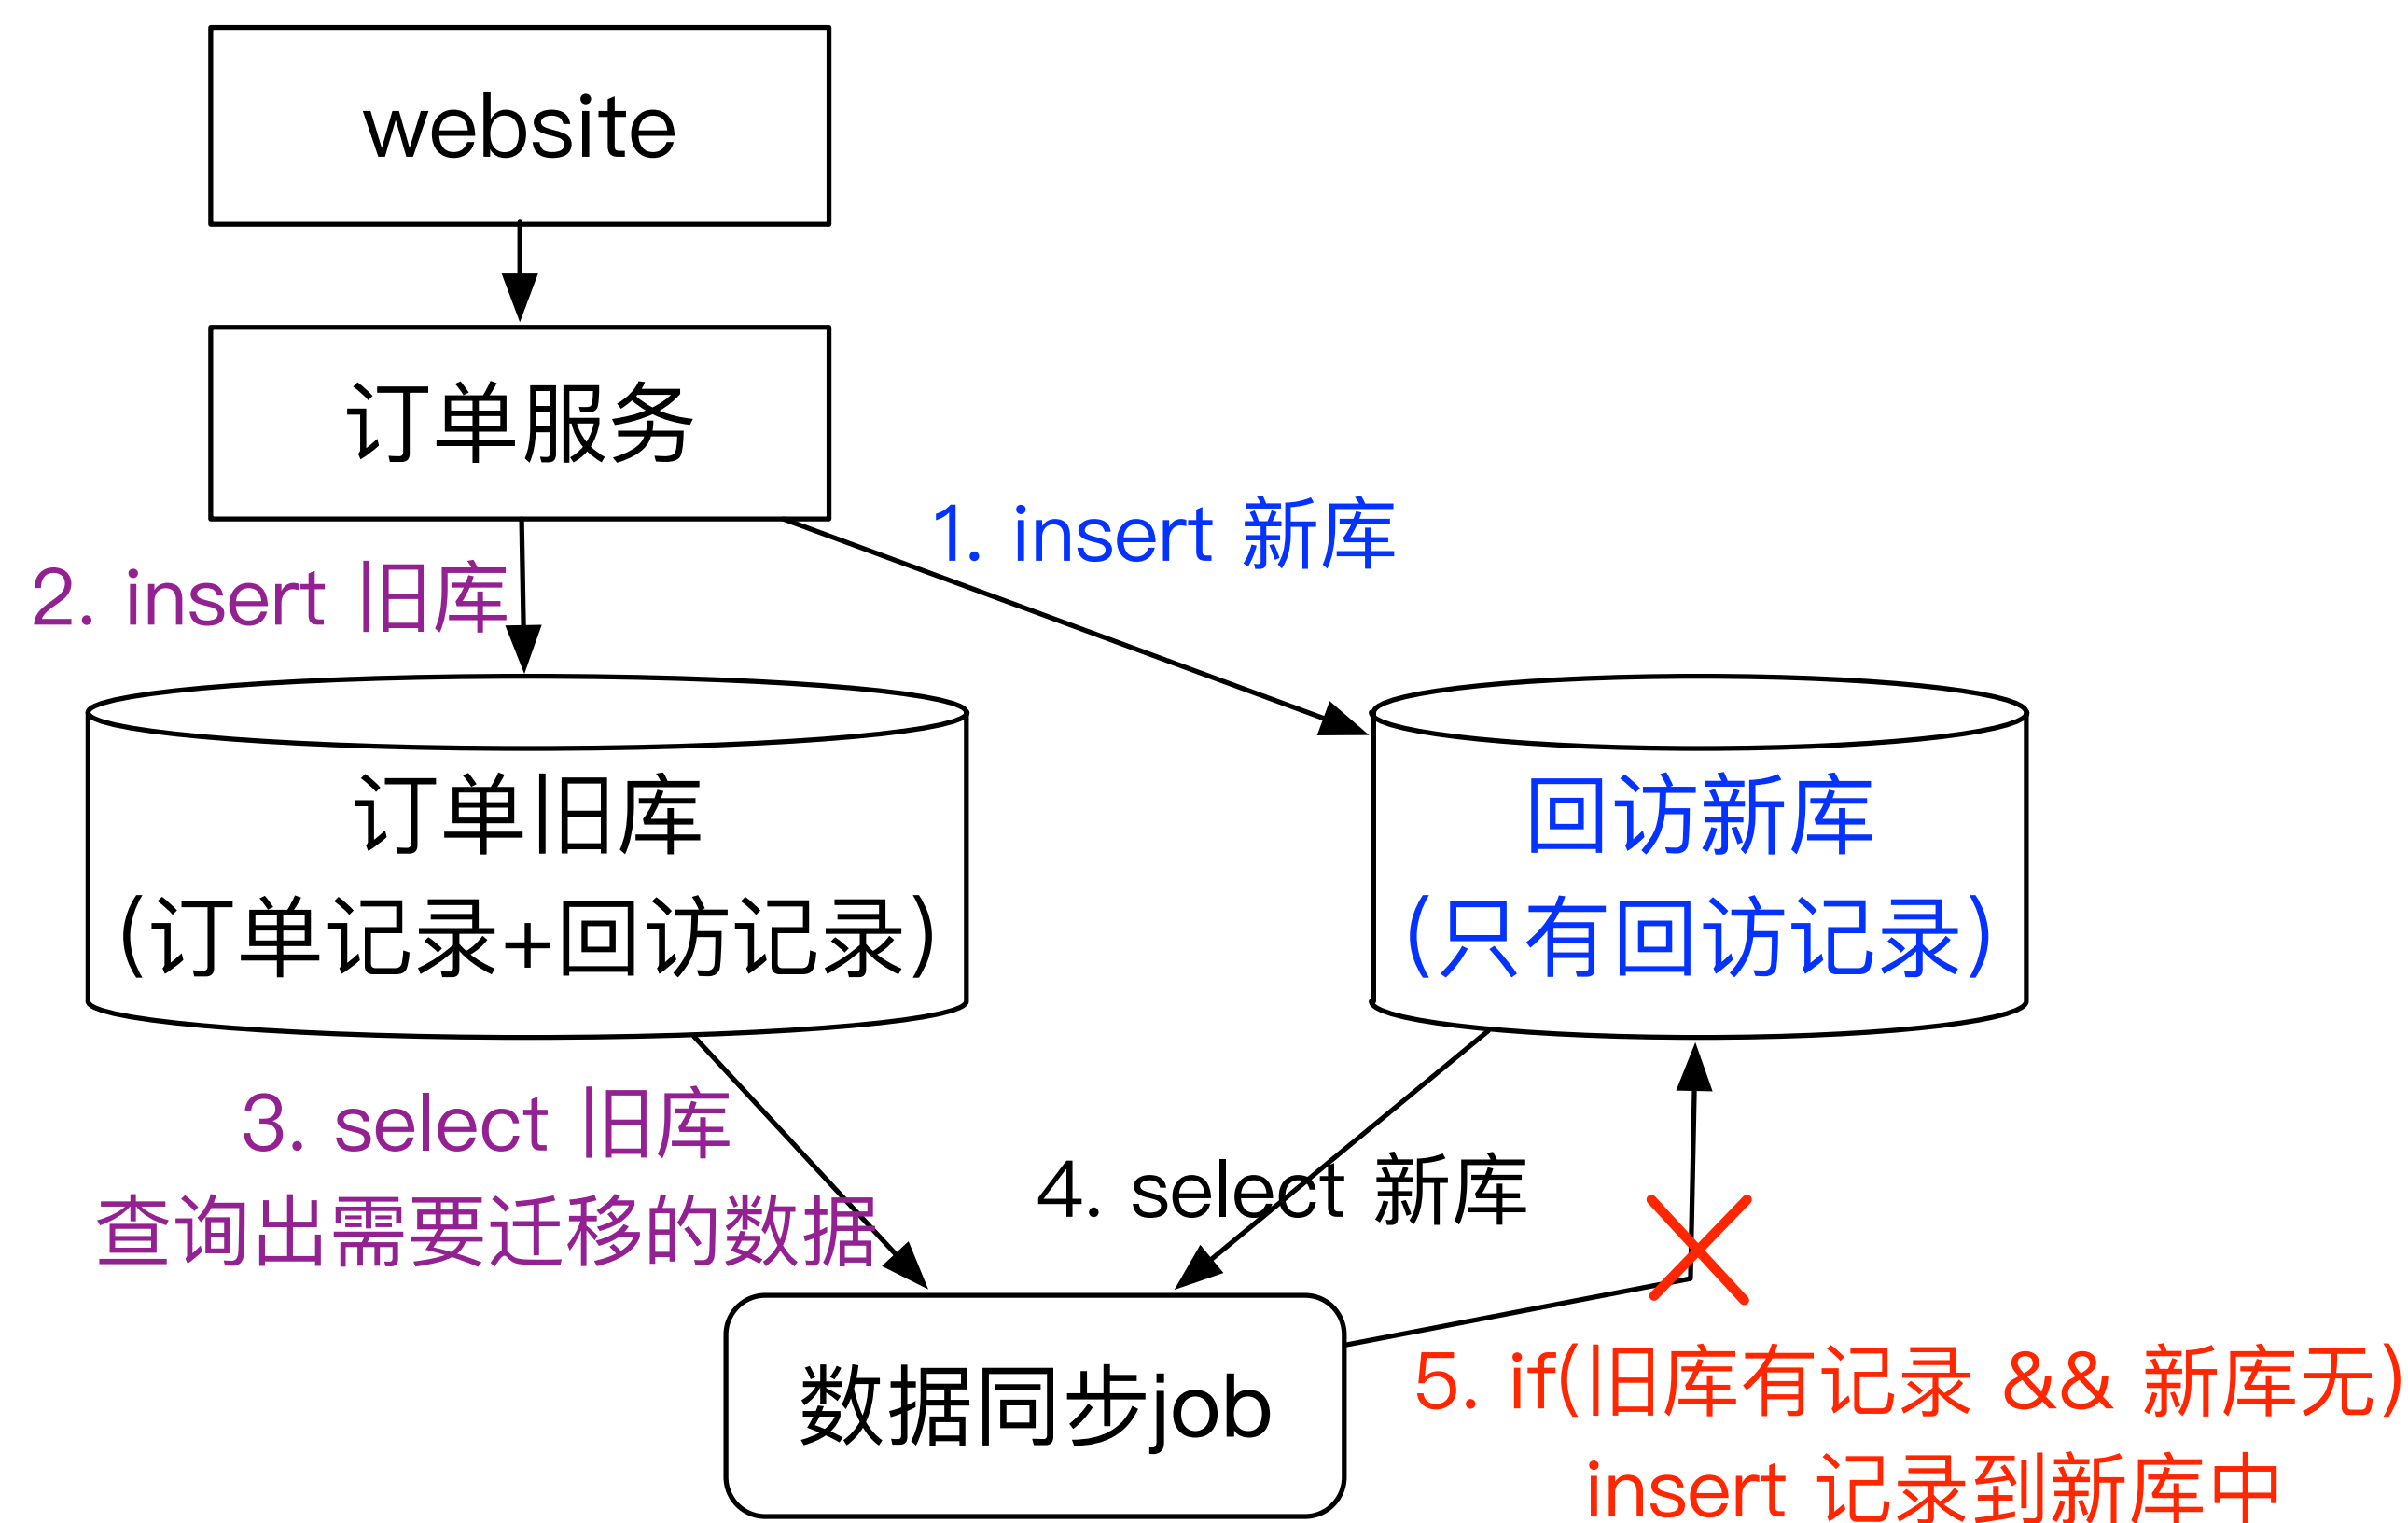 website
订单服务
1. insert 新库
2. insert 旧库
订单旧库
(订单记录+回访记录)
回访新库
(只有回访记录)
3. select 旧库
查询出需要迁移的数据
4. select 新库
数据同步job
5. if(旧库有记录 && 新库无)
insert 记录到新库中